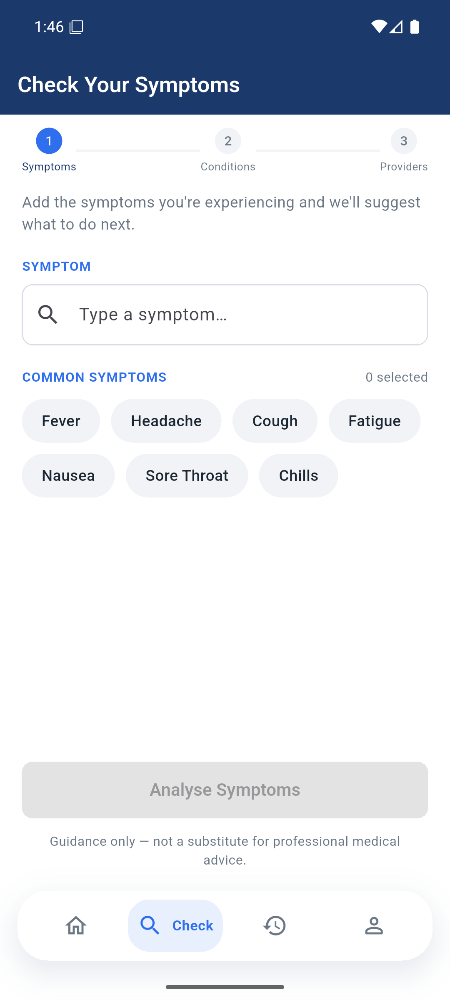 1:46
Check Your Symptoms
1
2
3
Symptoms
Conditions
Providers
Add the symptoms you're experiencing and we'll suggest
what to do next.
SYMPTOM
Type a symptom…
COMMON SYMPTOMS
0 selected
Fever
Headache
Cough
Fatigue
Nausea
Sore Throat
Chills
Analyse Symptoms
Guidance only — not a substitute for professional medical
advice.
Check